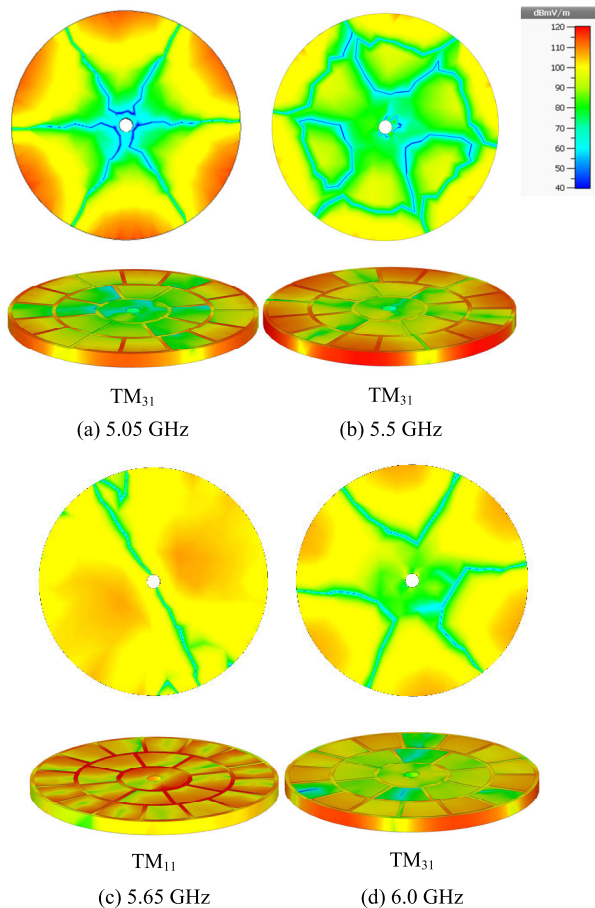 dBmV/m
120
110
100
90
80
70
60
50
40
TM₃₁
TM₃₁
(a) 5.05 GHz
(b) 5.5 GHz
TM₁₁
TM₃₁
(c) 5.65 GHz
(d) 6.0 GHz